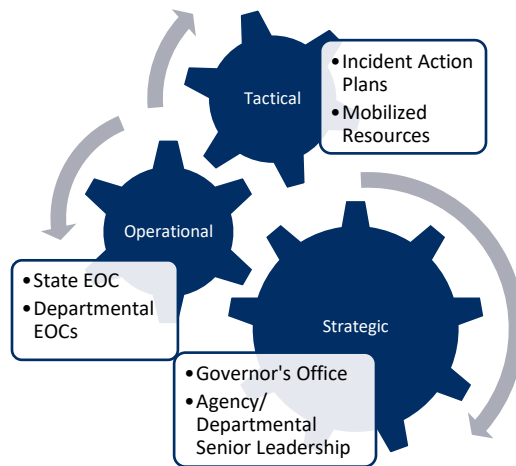 Tactical
•Incident Action
Plans
•Mobilized
Resources
Operational
•State EOC
•Departmental
EOCs
Strategic
•Governor's Office
•Agency/
Departmental
Senior Leadership